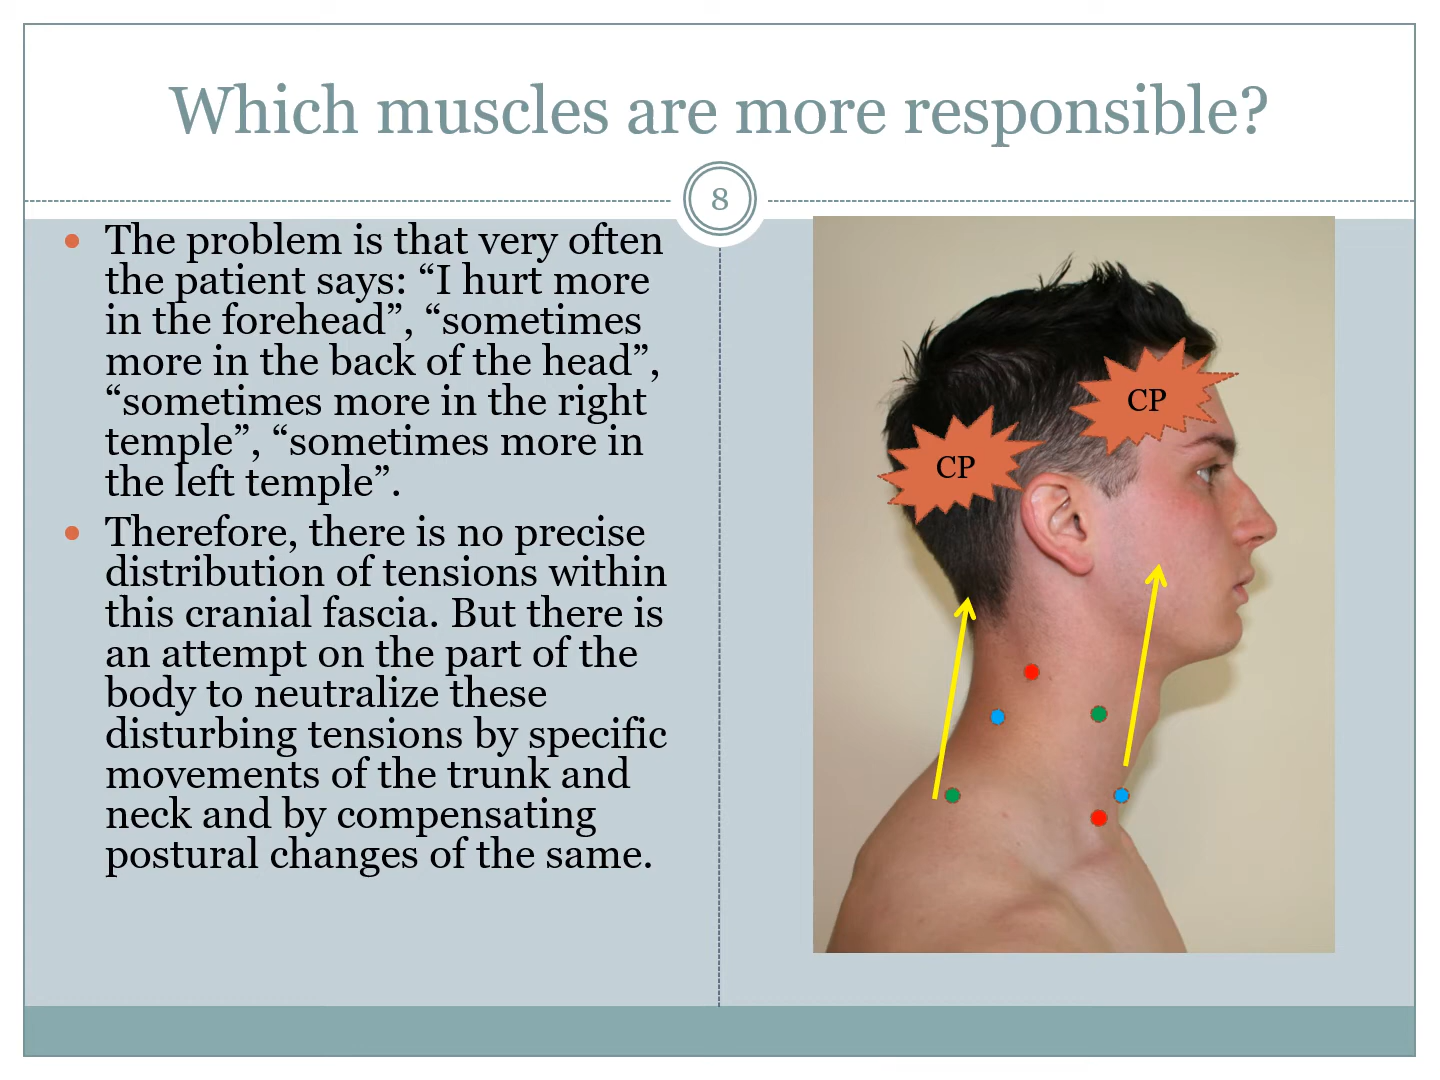 Which muscles are more responsible?
8
• The problem is that very often
the patient says: “I hurt more
in the forehead”, “sometimes
more in the back of the head”,
“sometimes more in the right
temple”, “sometimes more in
the left temple”.
• Therefore, there is no precise
distribution of tensions within
this cranial fascia. But there is
an attempt on the part of the
body to neutralize these
disturbing tensions by specific
movements of the trunk and
neck and by compensating
postural changes of the same.
CP
CP